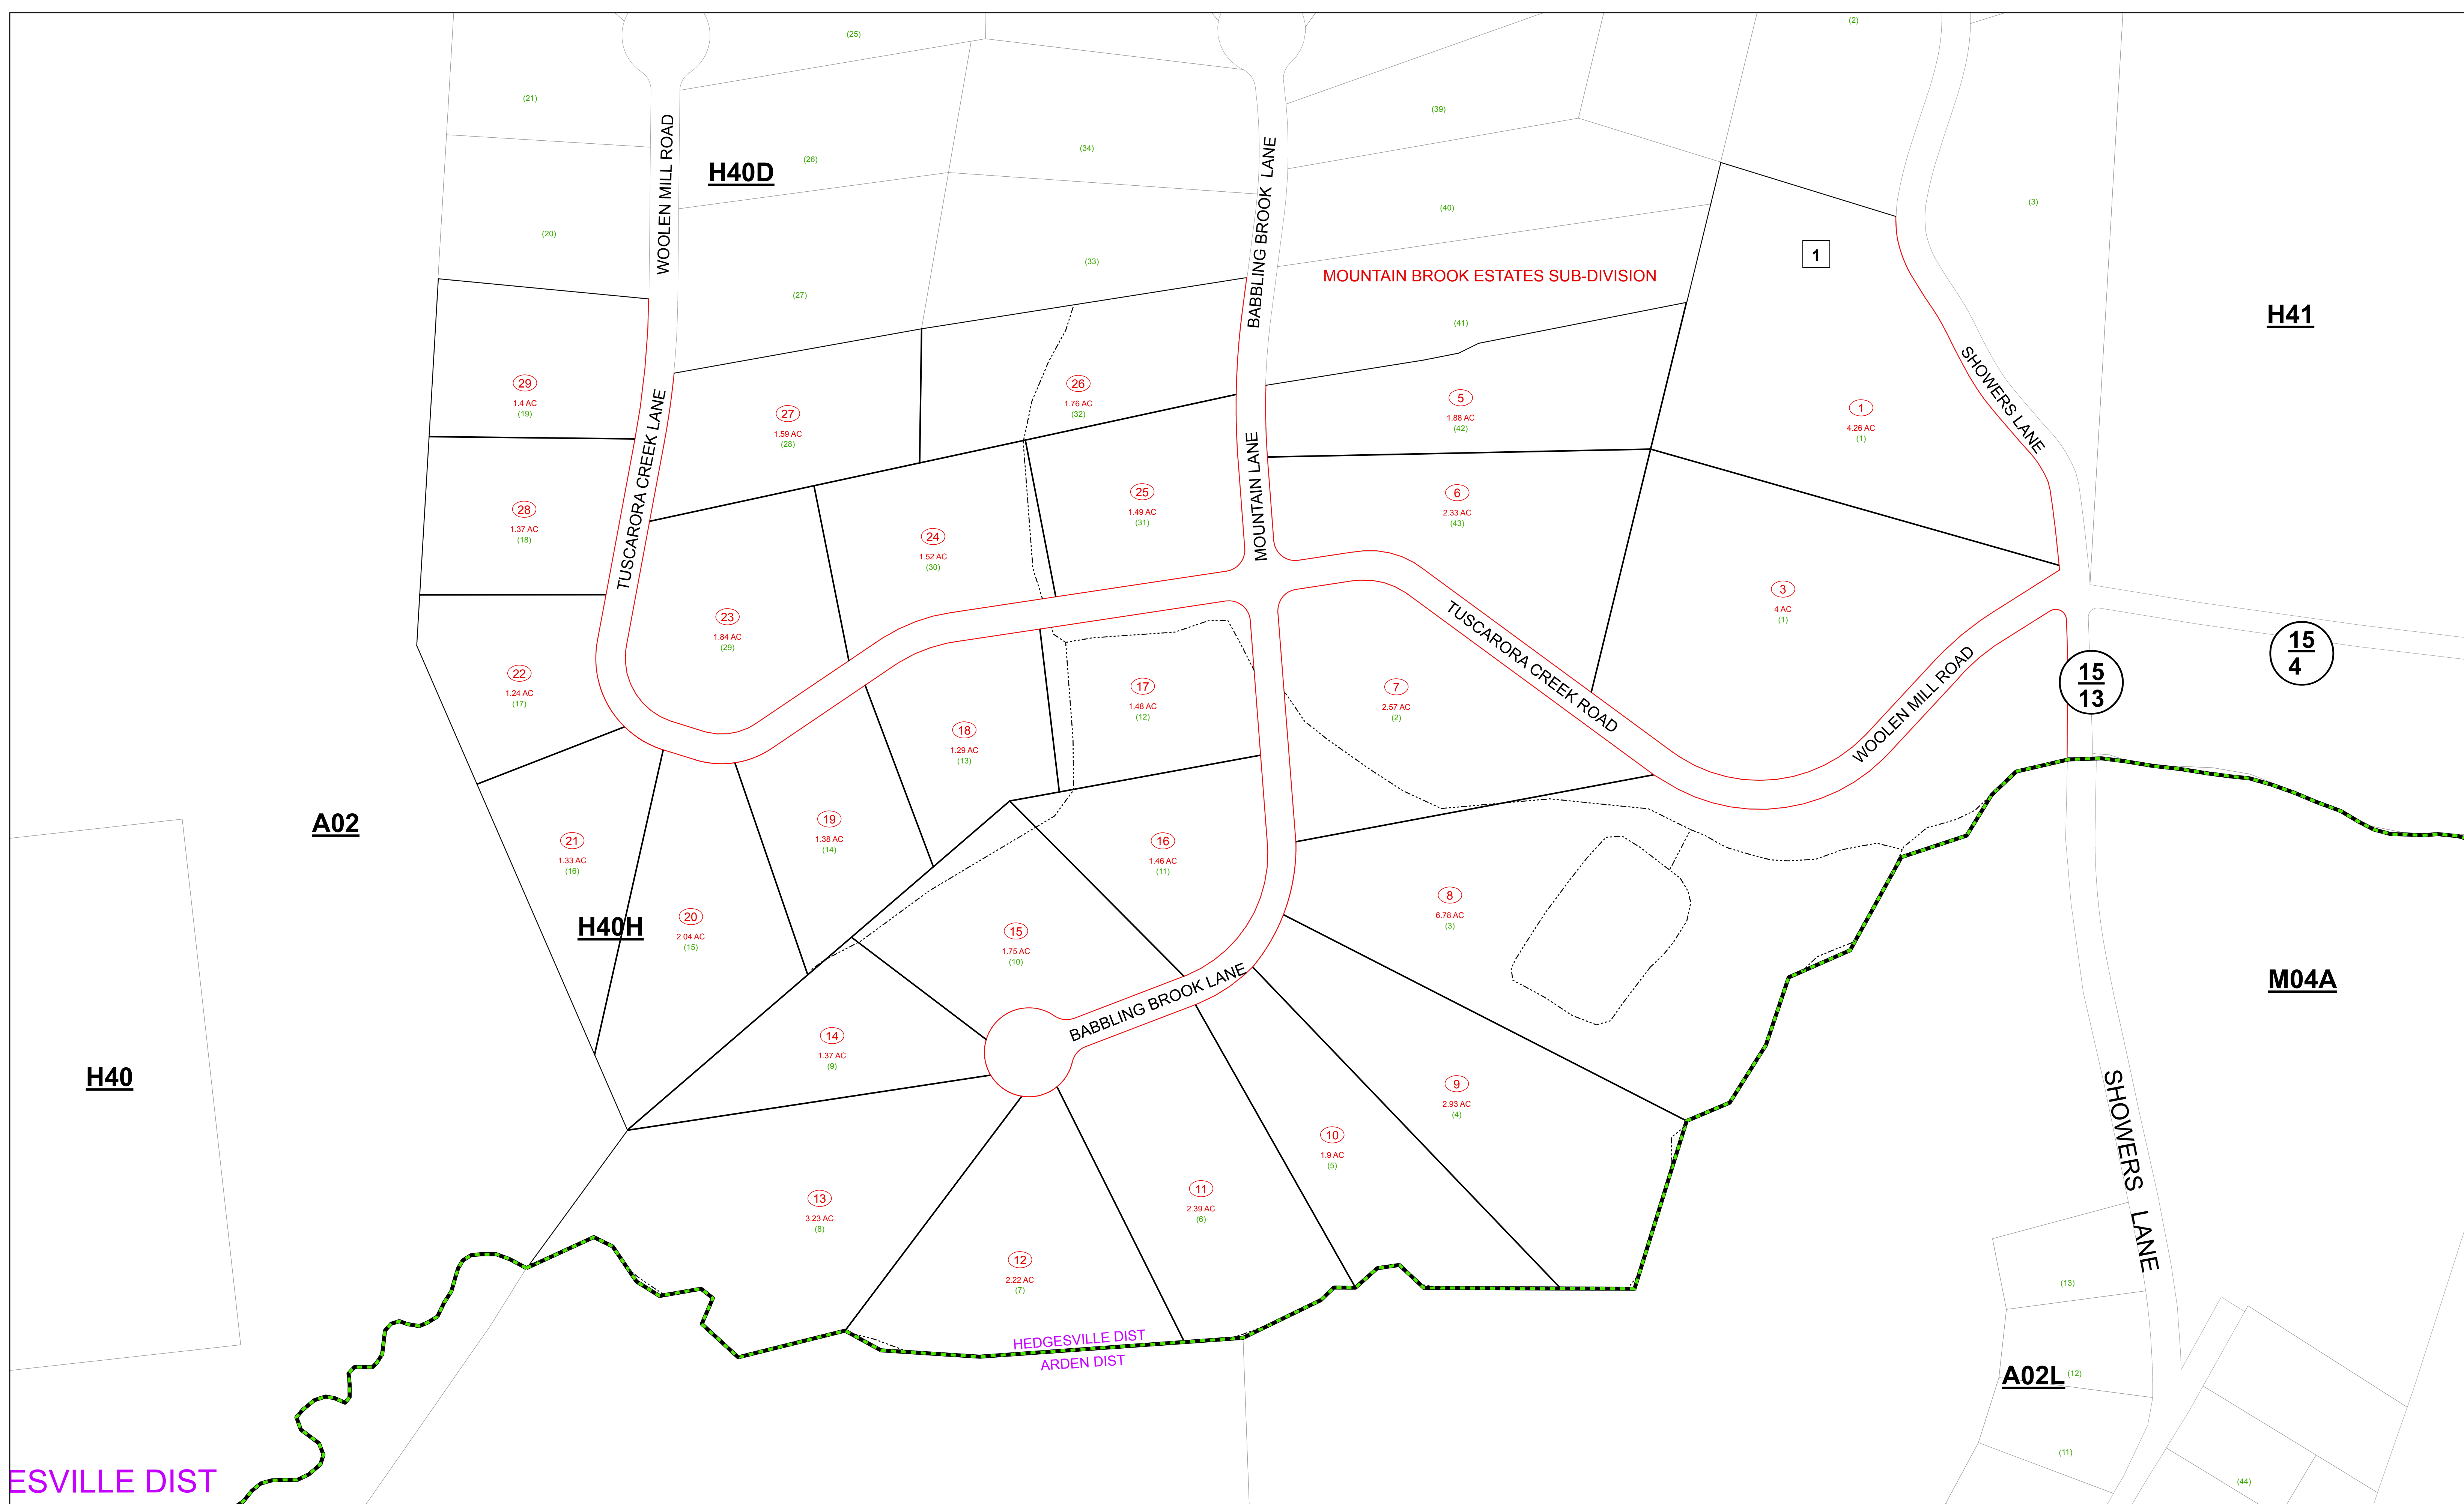 (2)
(25)
(21)
(39)
WOOLEN MILL ROAD
(34)
(26)
H40D
BABBLING BROOK LANE
(3)
(40)
(20)
1
(33)
MOUNTAIN BROOK ESTATES SUB-DIVISION
(27)
H41
(41)
SHOWERS LANE
29
1.4 AC
(19)
27
1.59 AC
(28)
26
1.76 AC
(32)
5
1.88 AC
(42)
1
4.26 AC
(1)
TUSCARORA CREEK LANE
MOUNTAIN LANE
28
1.37 AC
(18)
24
1.52 AC
(30)
25
1.49 AC
(31)
6
2.33 AC
(43)
23
1.84 AC
(29)
3
4 AC
(1)
TUSCARORA CREEK ROAD
WOOLEN MILL ROAD
15
4
15
13
22
1.24 AC
(17)
18
1.29 AC
(13)
17
1.48 AC
(12)
7
2.57 AC
(2)
A02
21
1.33 AC
(16)
19
1.38 AC
(14)
16
1.46 AC
(11)
8
6.78 AC
(3)
H40H
20
2.04 AC
(15)
15
1.75 AC
(10)
M04A
BABBLING BROOK LANE
14
1.37 AC
(9)
H40
9
2.93 AC
(4)
10
1.9 AC
(5)
SHOWERS LANE
13
3.23 AC
(8)
11
2.39 AC
(6)
12
2.22 AC
(7)
(13)
HEDGESVILLE DIST
ARDEN DIST
A02L
(12)
(11)
ESVILLE DIST
(44)